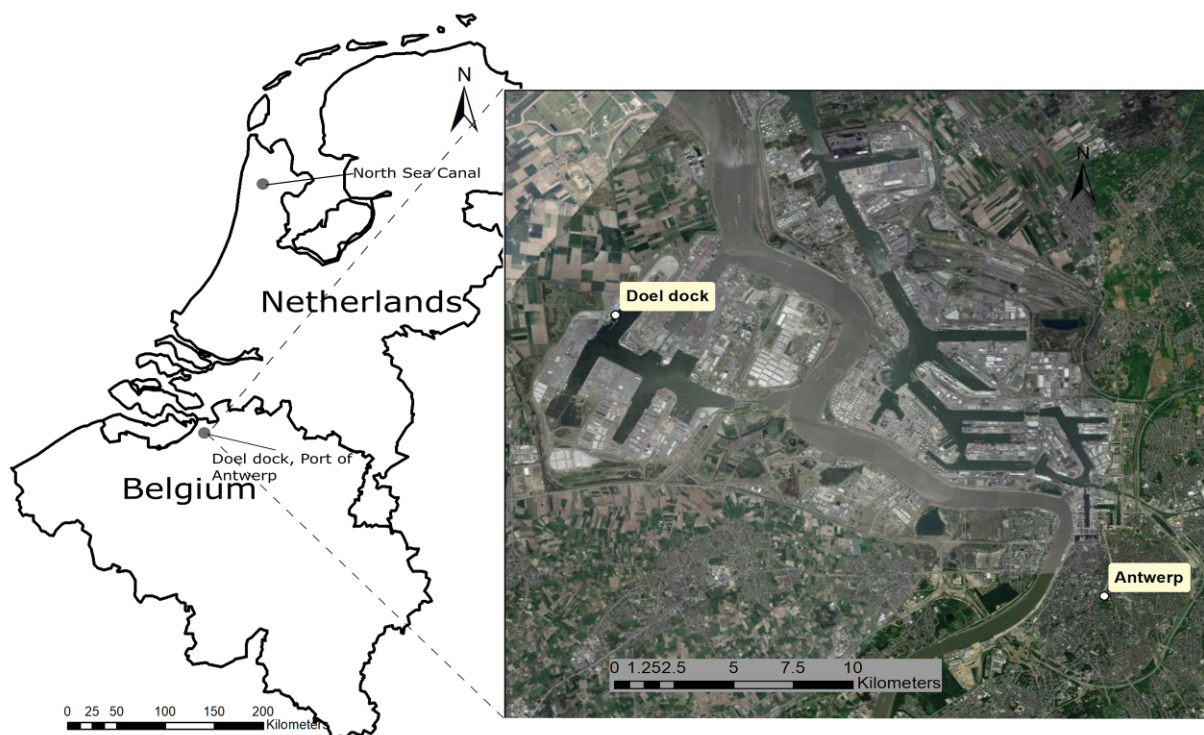 N
North Sea Canal
Netherlands
Doel dock, Port of
Antwerp
Belgium
0 25 50 100 150 200
Kilometers
N
Doel dock
Antwerp
0 1.252.5 5 7.5 10
Kilometers